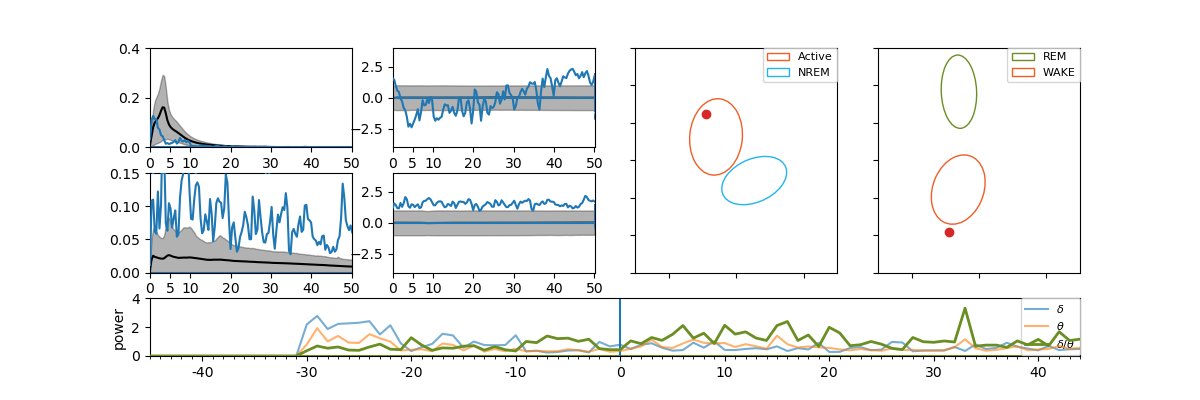 0.4
0.2
0.0
0 5 10 20 30 40 50
2.5
0.0
−2.5
0 5 10 20 30 40 50
Active
NREM
REM
WAKE
0.15
0.10
0.05
0.00
0 5 10 20 30 40 50
2.5
0.0
−2.5
0 5 10 20 30 40 50
power
4
2
0
-40 -30 -20 -10 0 10 20 30 40
δ
θ
δ/θ